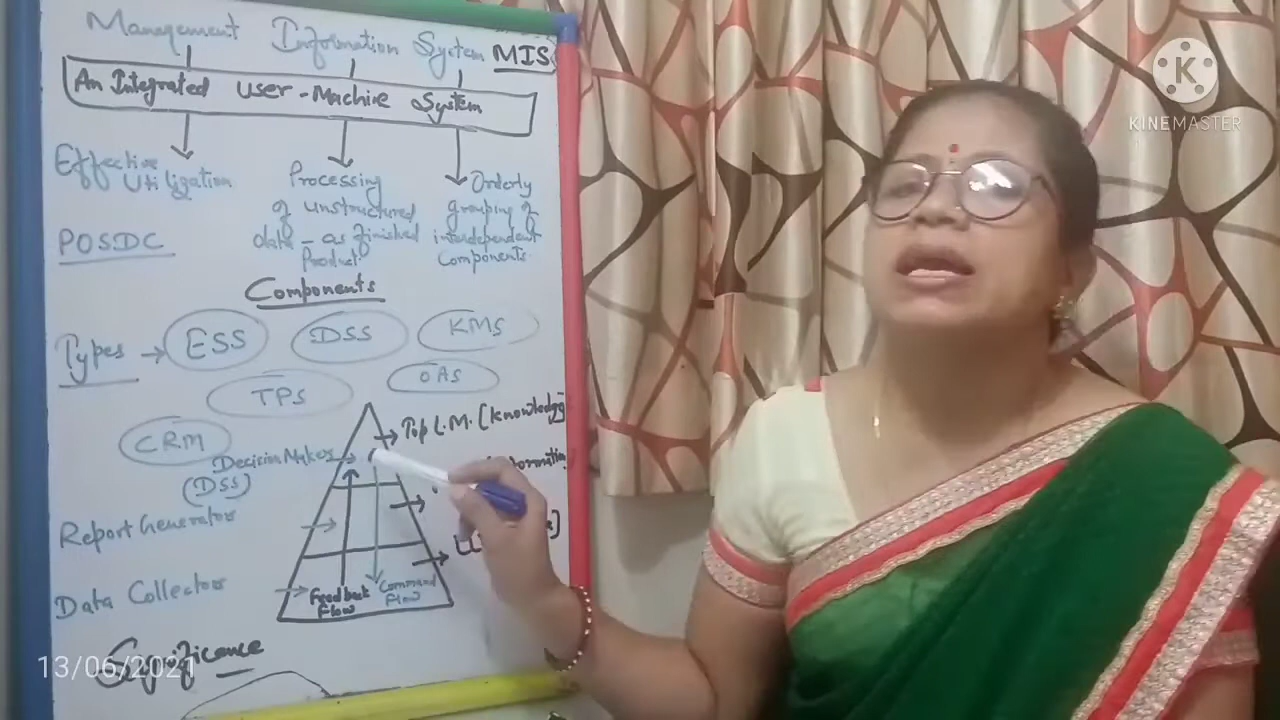 Management Information System MIS
An Integrated User-Machine System
Effective Utilization
POSDC
Processing of unstructured data - as finished Product
Orderly grouping of interdependent Components
Components
Types → ESS DSS KMS
TPS OAS
CRM
Top L.M. [Knowledge]
Decision Makers
(DSS)
Report Generator
Data Collectors
Feedback Flow
Command Flow
Significance
13/06/2021
K
KINEMASTER